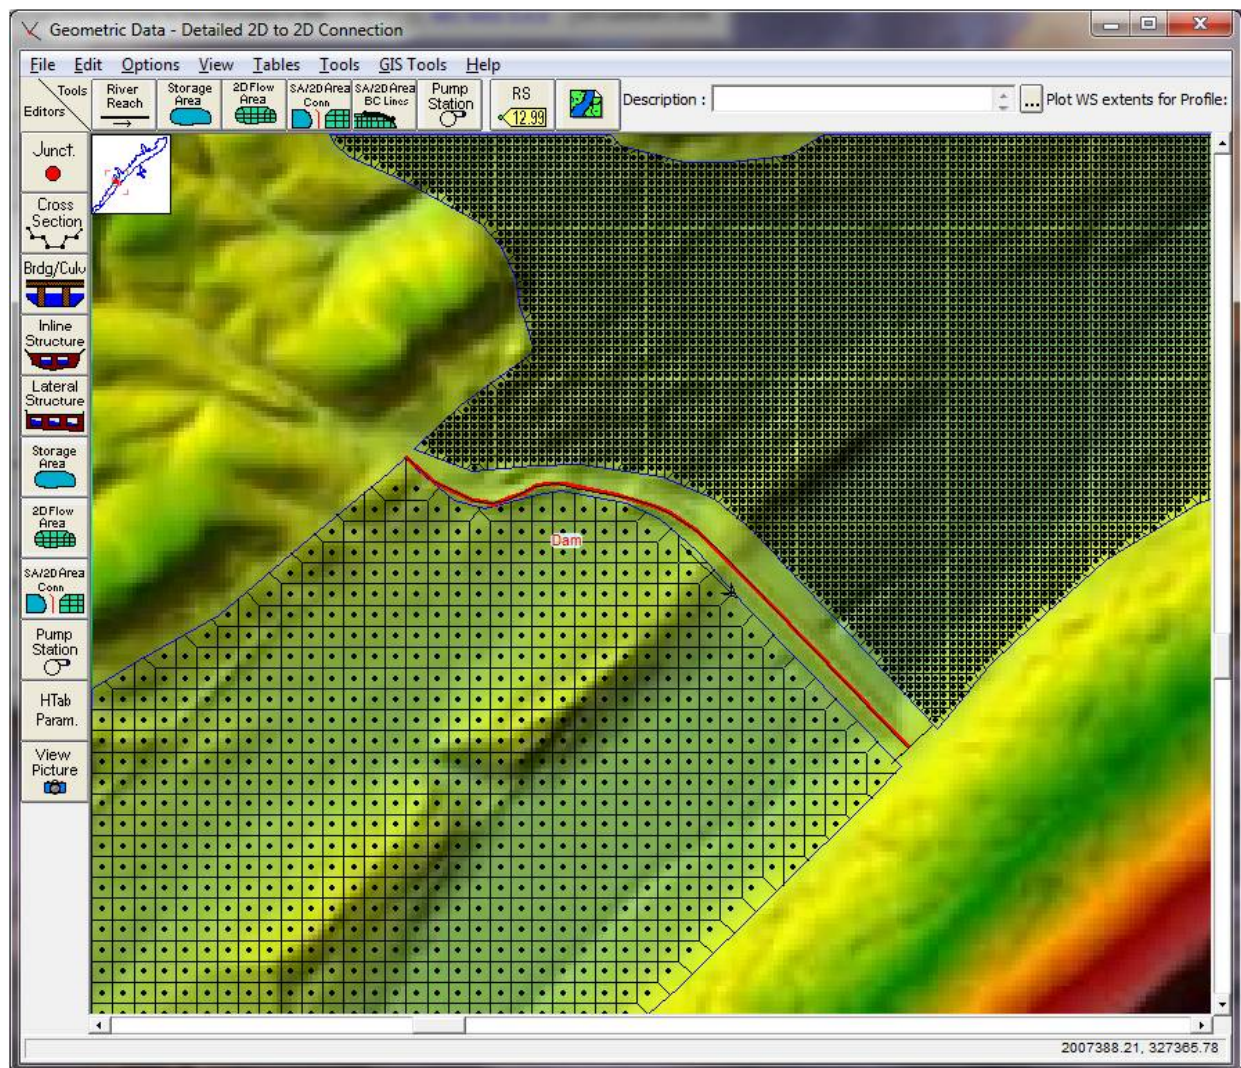 Geometric Data - Detailed 2D to 2D Connection
File Edit Options View Tables Tools GIS Tools Help
Tools
Editors
River
Reach
Storage
Area
2D Flow
Area
SA/2D Area
Conn
SA/2D Area
BC Lines
Pump
Station
RS
12.99
Description :
...
Plot WS extents for Profile:
Junct.
Cross
Section
Brdg/Culv
Inline
Structure
Lateral
Structure
Storage
Area
2D Flow
Area
SA/2D Area
Conn
Pump
Station
HTab
Param.
View
Picture
Dam
2007388.21, 327365.78